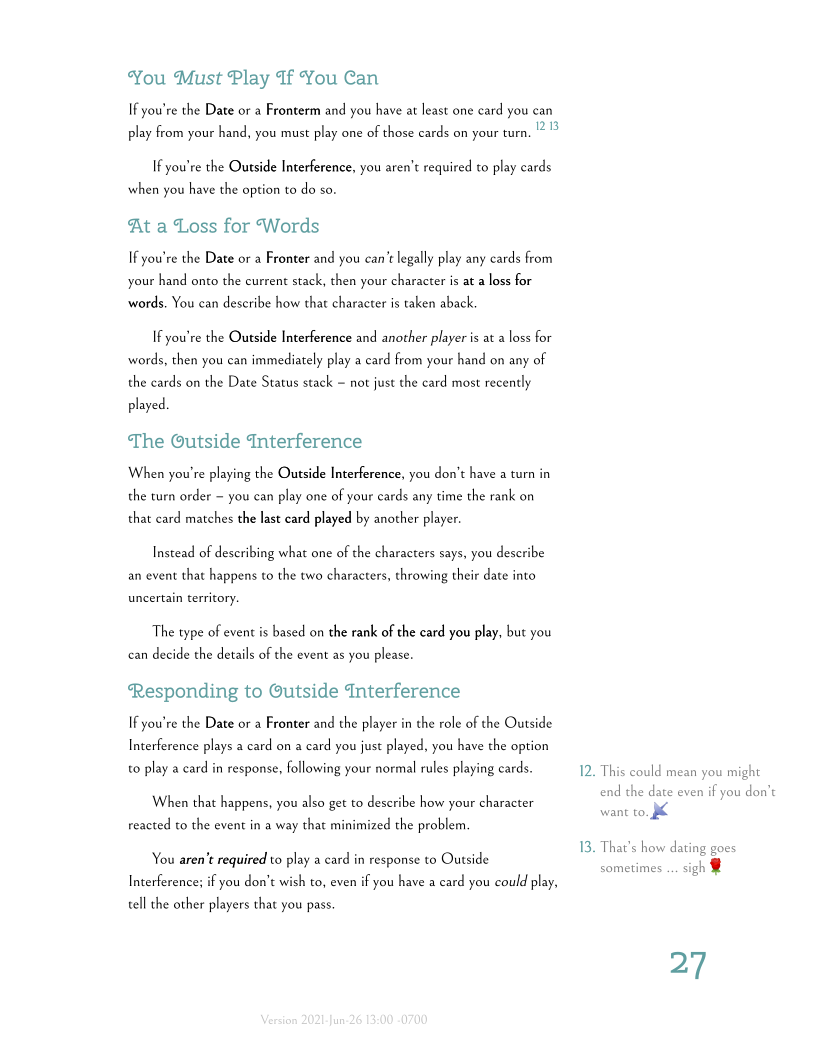 You Must Play If You Can
If you're the Date or a Fronterm and you have at least one card you can
play from your hand, you must play one of those cards on your turn. 12 13
If you're the Outside Interference, you aren't required to play cards
when you have the option to do so.
At a Loss for Words
If you're the Date or a Fronter and you can't legally play any cards from
your hand onto the current stack, then your character is at a loss for
words. You can describe how that character is taken aback.
If you're the Outside Interference and another player is at a loss for
words, then you can immediately play a card from your hand on any of
the cards on the Date Status stack – not just the card most recently
played.
The Outside Interference
When you're playing the Outside Interference, you don't have a turn in
the turn order – you can play one of your cards any time the rank on
that card matches the last card played by another player.
Instead of describing what one of the characters says, you describe
an event that happens to the two characters, throwing their date into
uncertain territory.
The type of event is based on the rank of the card you play, but you
can decide the details of the event as you please.
Responding to Outside Interference
If you're the Date or a Fronter and the player in the role of the Outside
Interference plays a card on a card you just played, you have the option
to play a card in response, following your normal rules playing cards.
When that happens, you also get to describe how your character
reacted to the event in a way that minimized the problem.
You aren't required to play a card in response to Outside
Interference; if you don't wish to, even if you have a card you could play,
tell the other players that you pass.
12. This could mean you might
end the date even if you don't
want to.
13. That's how dating goes
sometimes ... sigh
27
Version 2021-Jun-26 13:00 -0700